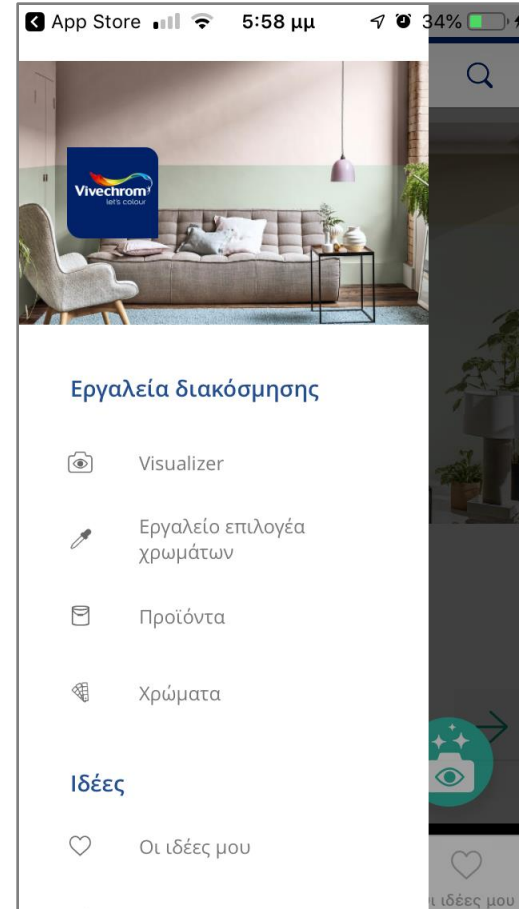 App Store 5:58 μμ 34%
Vivechrom
let's colour
Εργαλεία διακόσμησης
Visualizer
Εργαλείο επιλογέα
χρωμάτων
Προϊόντα
Χρώματα
Ιδέες
Οι ιδέες μου
ι ιδέες μου